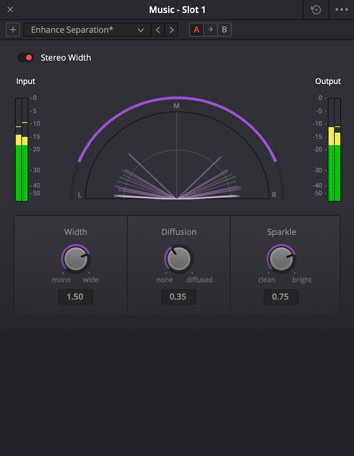 Music - Slot 1
Enhance Separation*
A
B
Stereo Width
Input
Output
-0
-5
-10
-15
-20
-30
-40
-50
M
L
R
-0
-5
-10
-15
-20
-30
-40
-50
Width
Diffusion
Sparkle
mono
wide
none
diffused
clean
bright
1.50
0.35
0.75